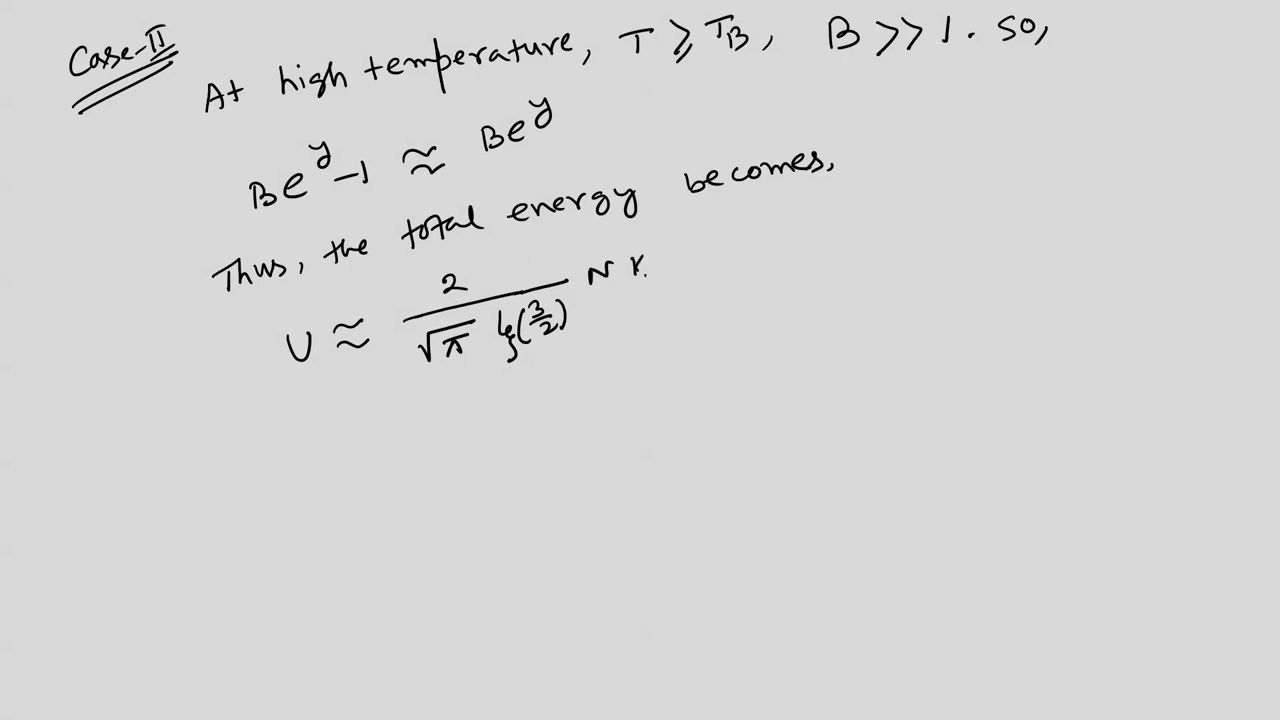 Case-II
At high temperature, T ⩾ T_B, B >> 1. so,
Be^y -1 ≈ Be^y
Thus, the total energy becomes,
U ≈ 2/(√π ζ(3/2)) N K